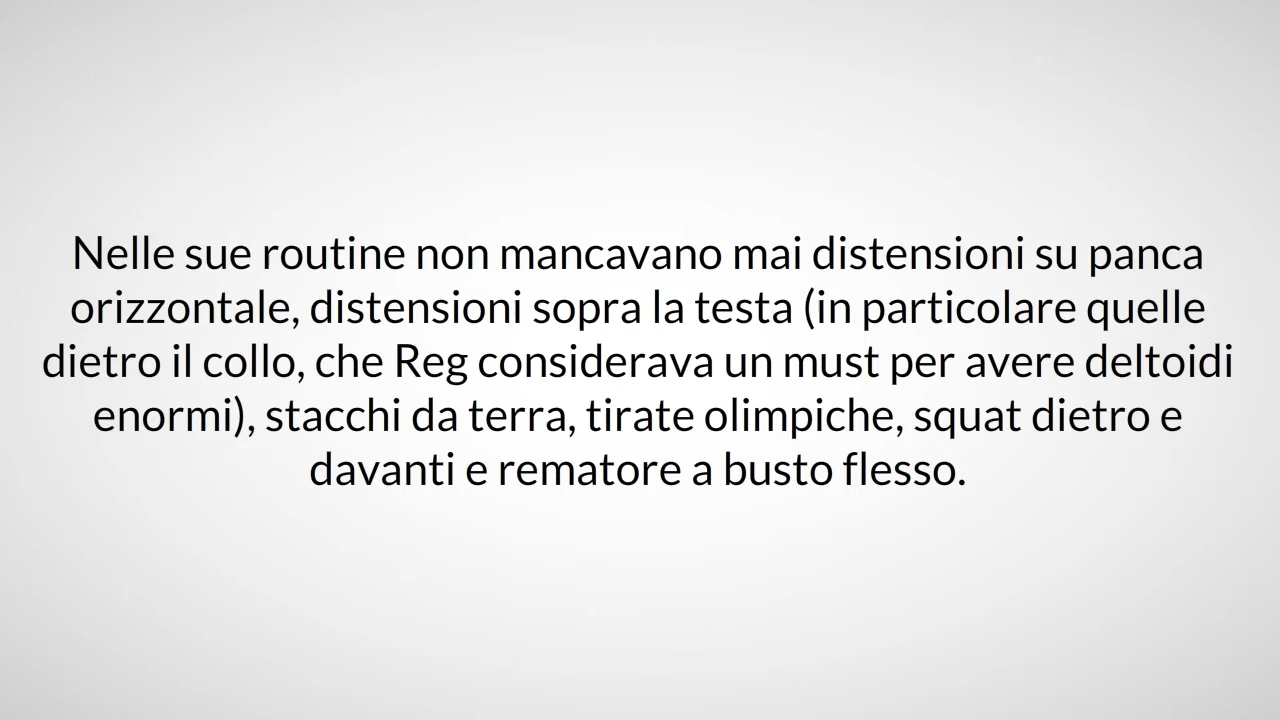 Nelle sue routine non mancavano mai distensioni su panca
orizzontale, distensioni sopra la testa (in particolare quelle
dietro il collo, che Reg considerava un must per avere deltoidi
enormi), stacchi da terra, tirate olimpiche, squat dietro e
davanti e rematore a busto flesso.